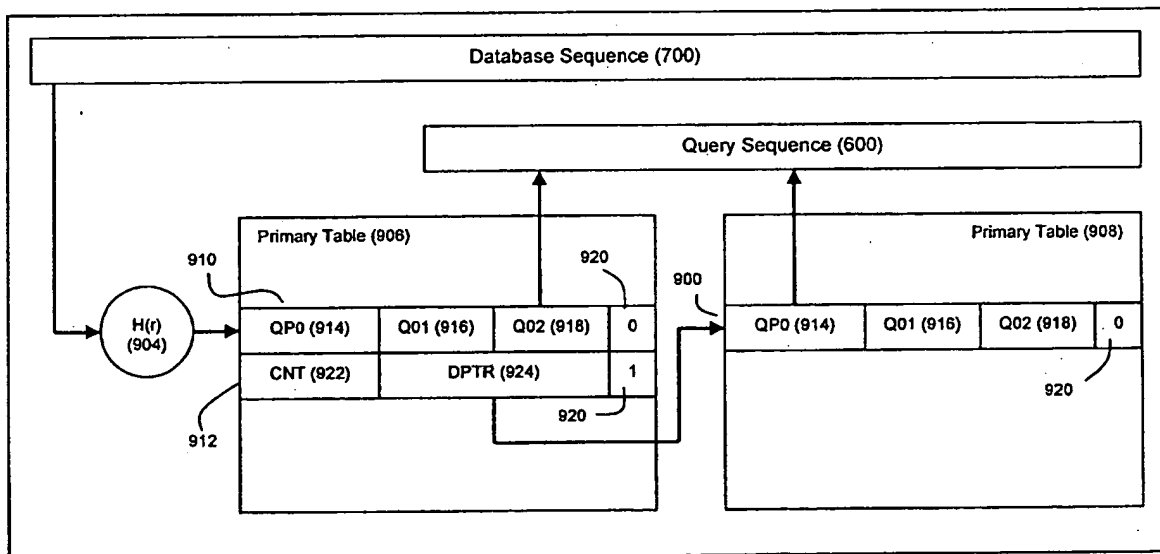 Database Sequence (700)
Query Sequence (600)
Primary Table (906)
Primary Table (908)
910
920
900
H(r)
(904)
QP0 (914)
Q01 (916)
Q02 (918)
0
QP0 (914)
Q01 (916)
Q02 (918)
0
CNT (922)
DPTR (924)
1
920
920
912